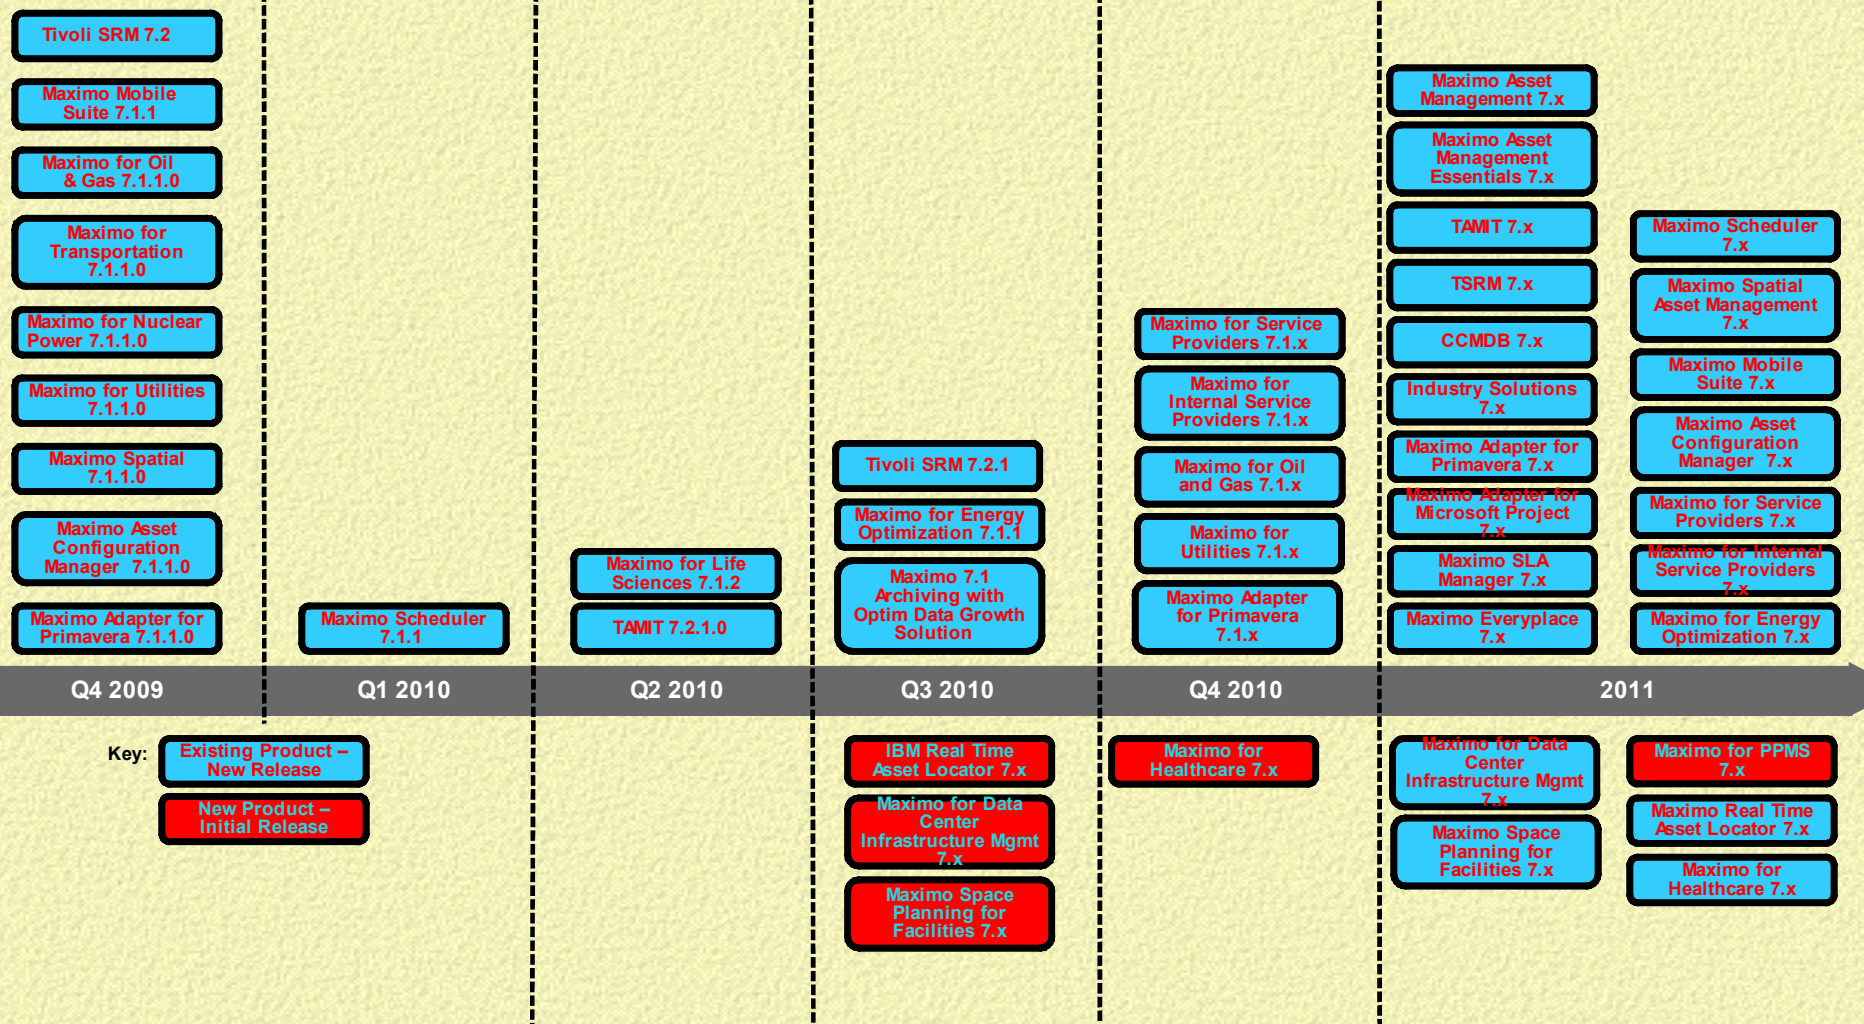 Tivoli SRM 7.2
Maximo Mobile
Suite 7.1.1
Maximo for Oil
& Gas 7.1.1.0
Maximo for
Transportation
7.1.1.0
Maximo for Nuclear
Power 7.1.1.0
Maximo for Utilities
7.1.1.0
Maximo Spatial
7.1.1.0
Maximo Asset
Configuration
Manager 7.1.1.0
Maximo Adapter for
Primavera 7.1.1.0
Maximo Scheduler
7.1.1
Maximo for Life
Sciences 7.1.2
TAMIT 7.2.1.0
Tivoli SRM 7.2.1
Maximo for Energy
Optimization 7.1.1
Maximo 7.1
Archiving with
Optim Data Growth
Solution
Maximo for Service
Providers 7.1.x
Maximo for
Internal Service
Providers 7.1.x
Maximo for Oil
and Gas 7.1.x
Maximo for
Utilities 7.1.x
Maximo Adapter
for Primavera
7.1.x
Maximo Asset
Management 7.x
Maximo Asset
Management
Essentials 7.x
TAMIT 7.x
TSRM 7.x
CCMDB 7.x
Industry Solutions
7.x
Maximo Adapter for
Primavera 7.x
Maximo Adapter for
Microsoft Project
7.x
Maximo SLA
Manager 7.x
Maximo Everyplace
7.x
Maximo Scheduler
7.x
Maximo Spatial
Asset Management
7.x
Maximo Mobile
Suite 7.x
Maximo Asset
Configuration
Manager 7.x
Maximo for Service
Providers 7.x
Maximo for Internal
Service Providers
7.x
Maximo for Energy
Optimization 7.x
Q4 2009
Q1 2010
Q2 2010
Q3 2010
Q4 2010
2011
Key:
Existing Product –
New Release
New Product –
Initial Release
IBM Real Time
Asset Locator 7.x
Maximo for Data
Center
Infrastructure Mgmt
7.x
Maximo Space
Planning for
Facilities 7.x
Maximo for
Healthcare 7.x
Maximo for Data
Center
Infrastructure Mgmt
7.x
Maximo Space
Planning for
Facilities 7.x
Maximo for PPMS
7.x
Maximo Real Time
Asset Locator 7.x
Maximo for
Healthcare 7.x